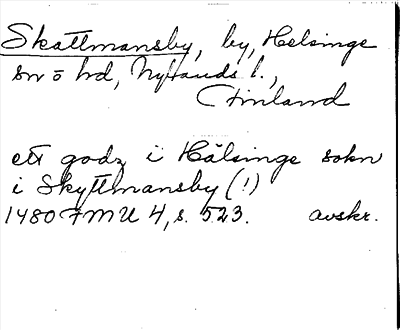 Skattmansby, by, Helsinge
sn o hd, Nylands l.,
Finland
ett godz i Hälsinge sokn
i Skyttmansby (!)
1480 FMU 4, s. 523. avskr.